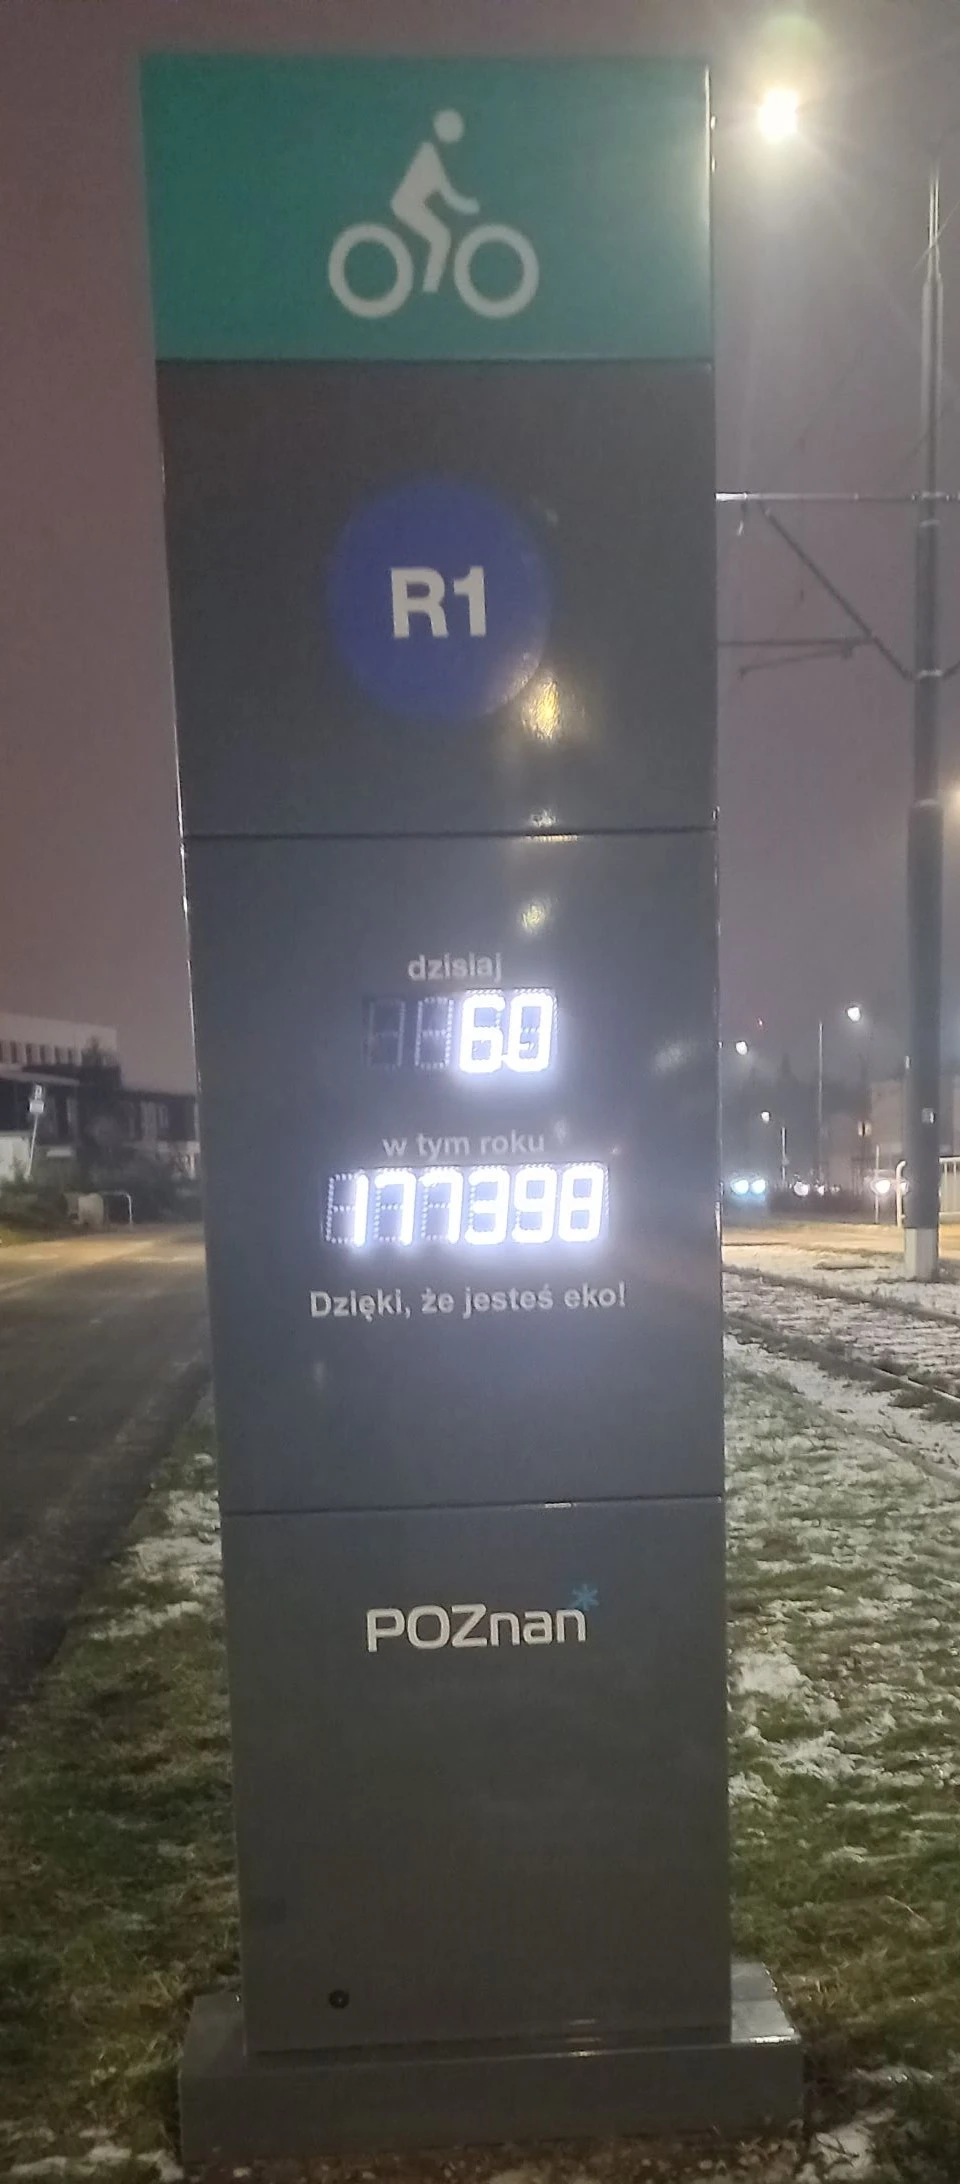 R1
dzisiaj
60
w tym roku
177398
Dzięki, że jesteś eko!
POZnan*